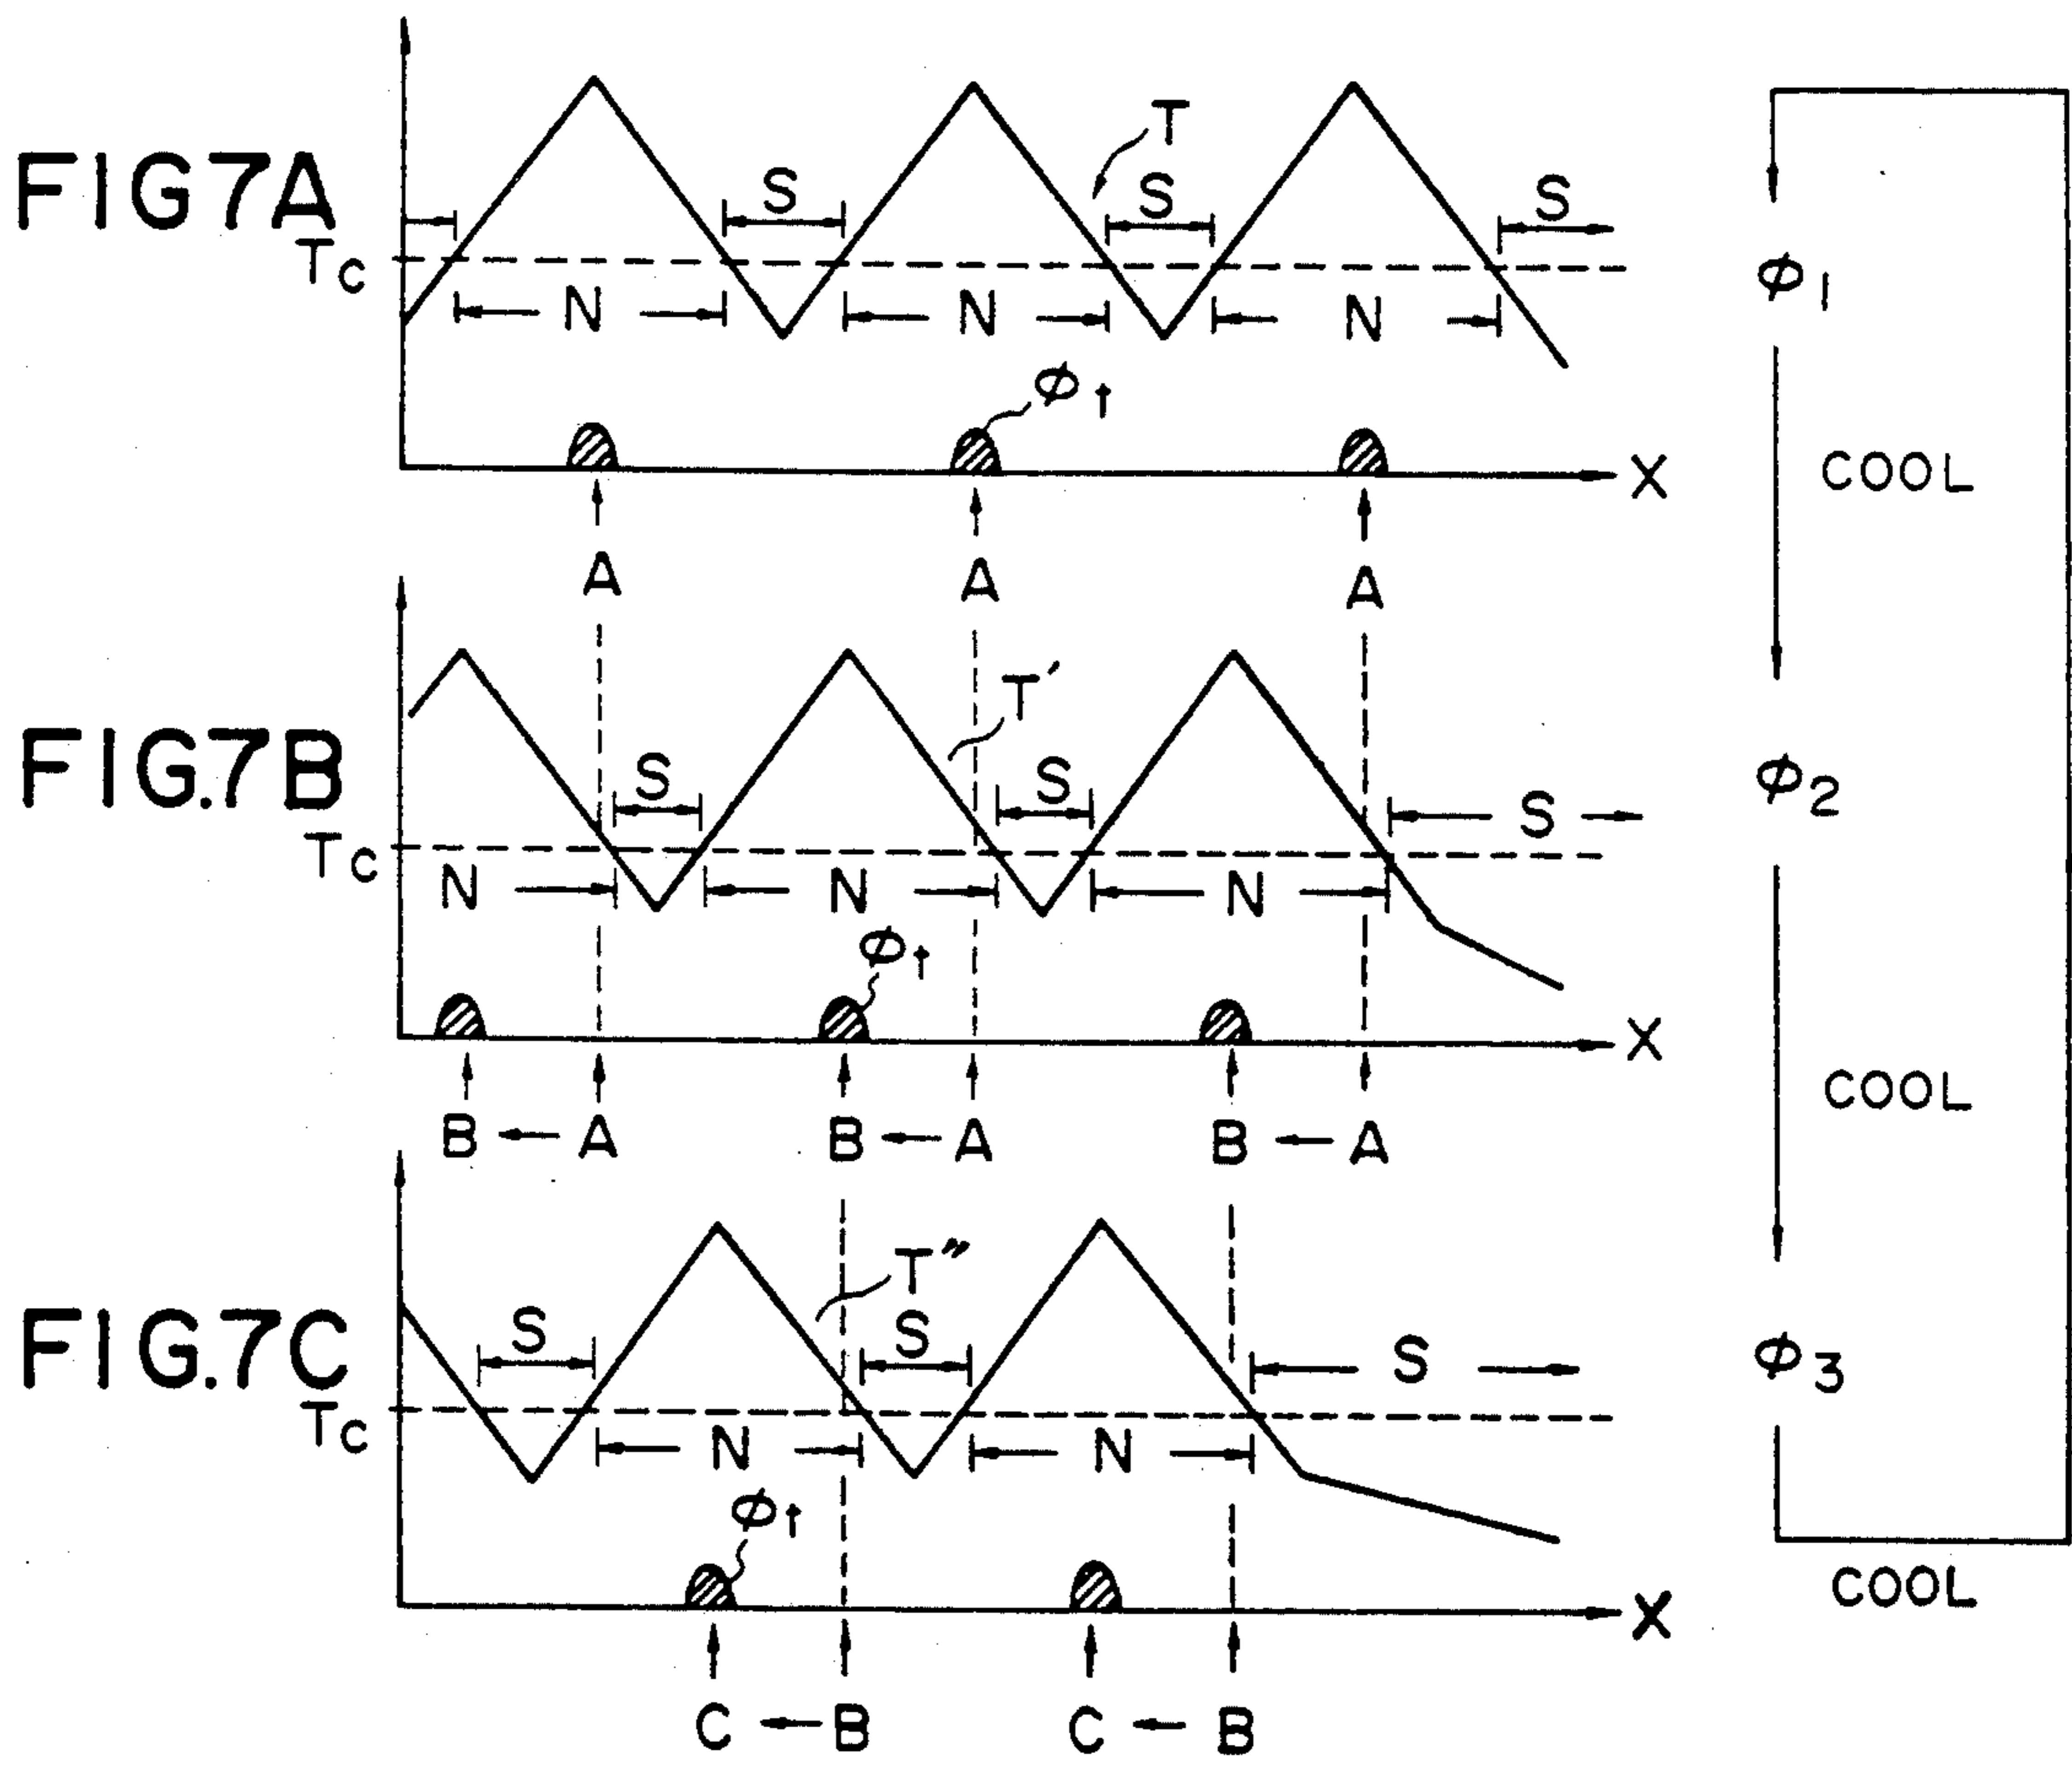 FIG7A
T
S S S
Tc
N N N
φt
X
A A A
FIG.7B
T′
S S S
Tc
N N N
φt
X
B ← A B ← A B ← A
FIG.7C
T″
S S S
Tc
N N
φt
X
C ← B C ← B
φ1
COOL
φ2
COOL
φ3
COOL